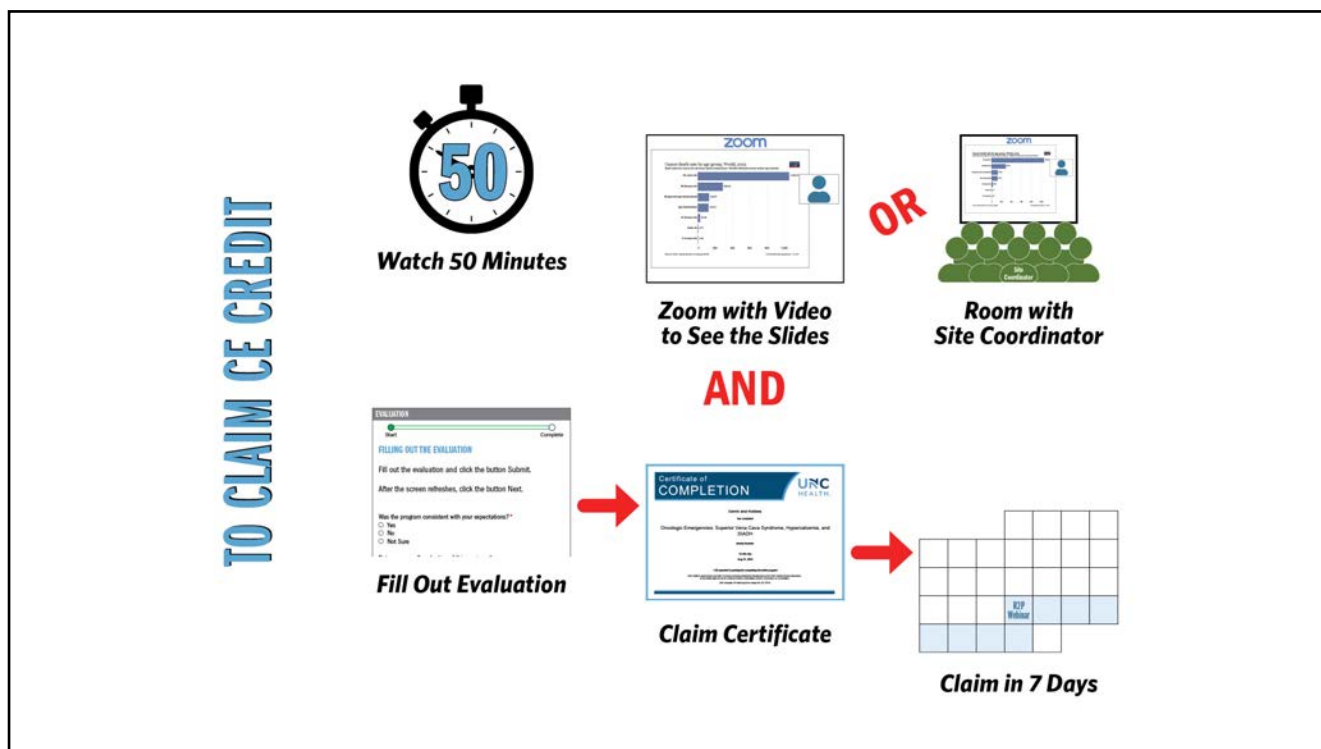 TO CLAIM CE CREDIT
50
Watch 50 Minutes
zoom
Zoom with Video
to See the Slides
OR
zoom
Site
Coordinator
Room with
Site Coordinator
AND
EVALUATION
Start
Complete
FILLING OUT THE EVALUATION
Fill out the evaluation and click the button Submit.
After the screen refreshes, click the button Next.
Was the program consistent with your expectations?*
Yes
No
Not Sure
Fill Out Evaluation
Certificate of
COMPLETION
UNC
HEALTH.
Oncologic Emergencies: Superior Vena Cava Syndrome, Hypercalcemia, and
SIADH
Claim Certificate
R2P
Webinar
Claim in 7 Days